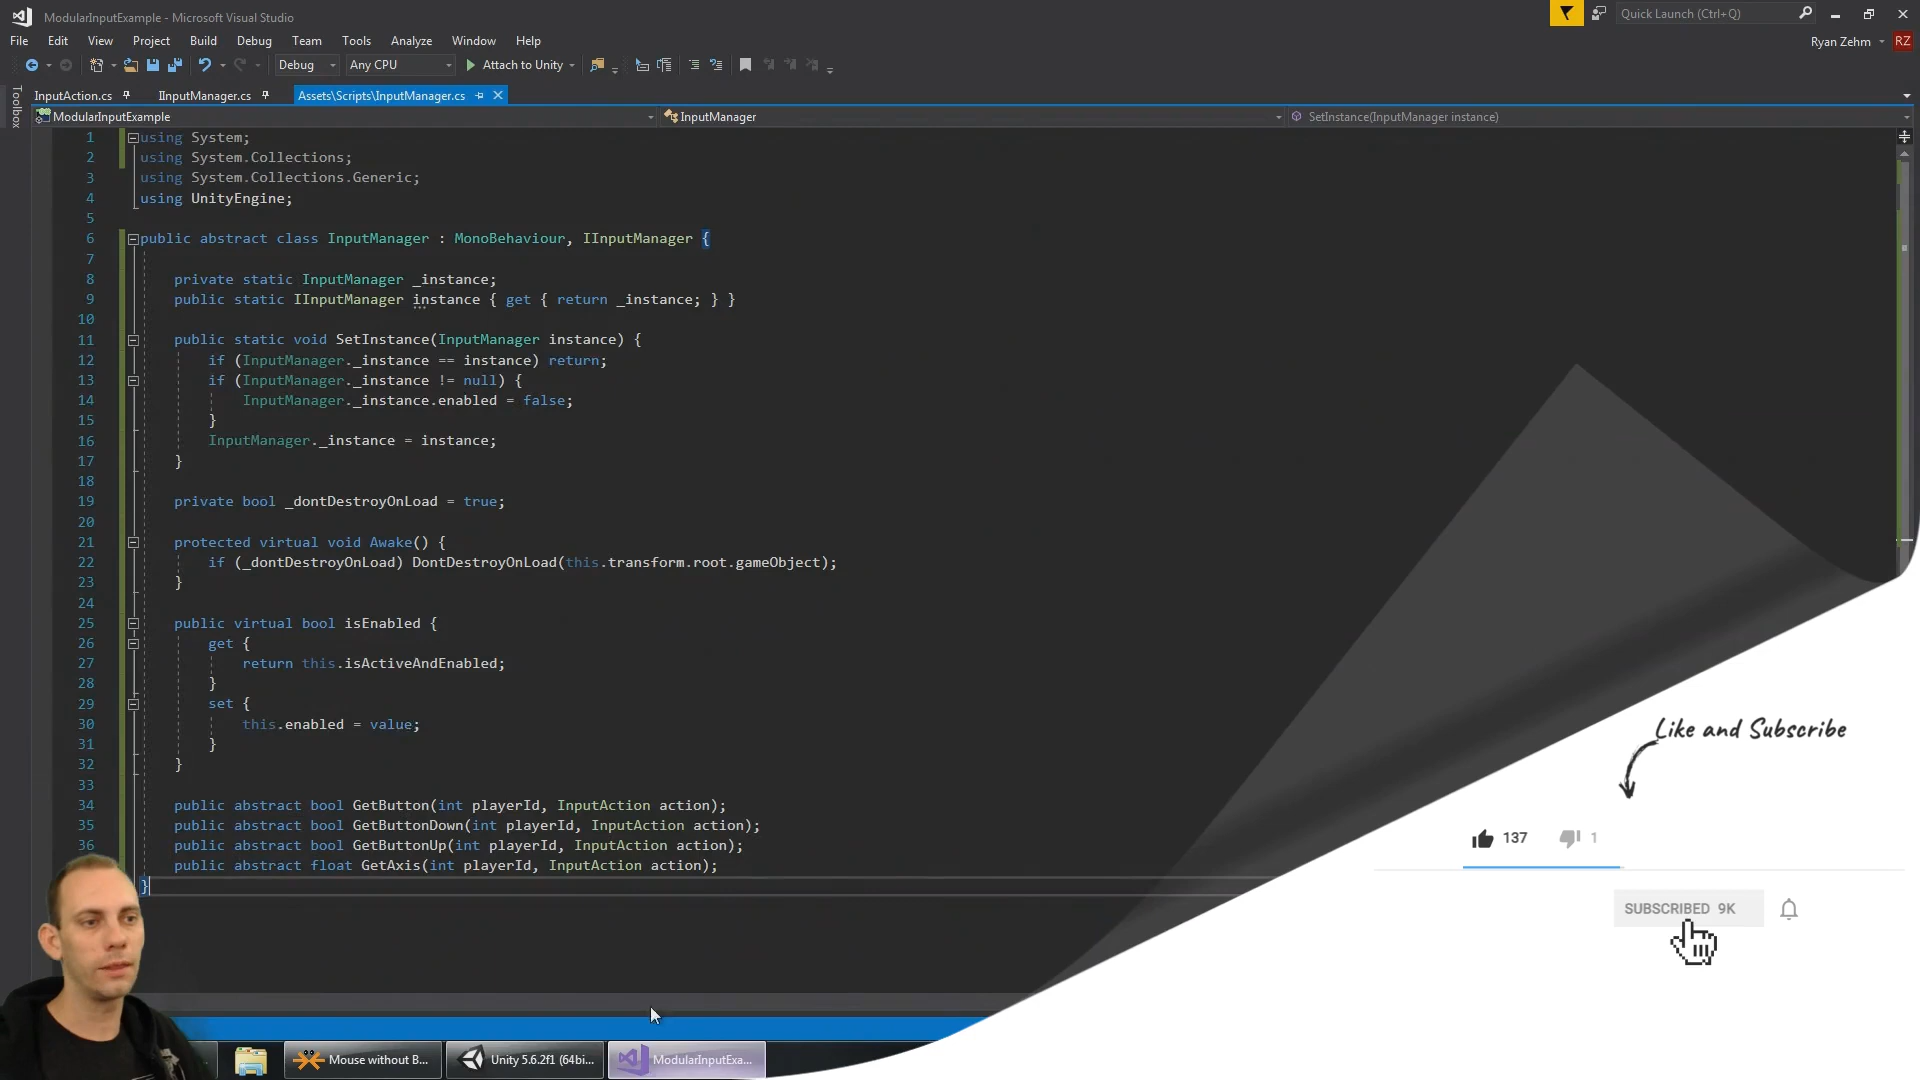 ModularInputExample - Microsoft Visual Studio
Quick Launch (Ctrl+Q)
File Edit View Project Build Debug Team Tools Analyze Window Help
Ryan Zehm RZ
Debug Any CPU Attach to Unity
Toolbox
InputAction.cs IInputManager.cs Assets\Scripts\InputManager.cs
ModularInputExample InputManager SetInstance(InputManager instance)
1 using System;
2 using System.Collections;
3 using System.Collections.Generic;
4 using UnityEngine;
5
6 public abstract class InputManager : MonoBehaviour, IInputManager {
7
8 private static InputManager _instance;
9 public static IInputManager instance { get { return _instance; } }
10
11 public static void SetInstance(InputManager instance) {
12 if (InputManager._instance == instance) return;
13 if (InputManager._instance != null) {
14 InputManager._instance.enabled = false;
15 }
16 InputManager._instance = instance;
17 }
18
19 private bool _dontDestroyOnLoad = true;
20
21 protected virtual void Awake() {
22 if (_dontDestroyOnLoad) DontDestroyOnLoad(this.transform.root.gameObject);
23 }
24
25 public virtual bool isEnabled {
26 get {
27 return this.isActiveAndEnabled;
28 }
29 set {
30 this.enabled = value;
31 }
32 }
33
34 public abstract bool GetButton(int playerId, InputAction action);
35 public abstract bool GetButtonDown(int playerId, InputAction action);
36 public abstract bool GetButtonUp(int playerId, InputAction action);
public abstract float GetAxis(int playerId, InputAction action);
}
Like and Subscribe
137 1
SUBSCRIBED 9K
Mouse without B... Unity 5.6.2f1 (64bi... ModularInputExa...